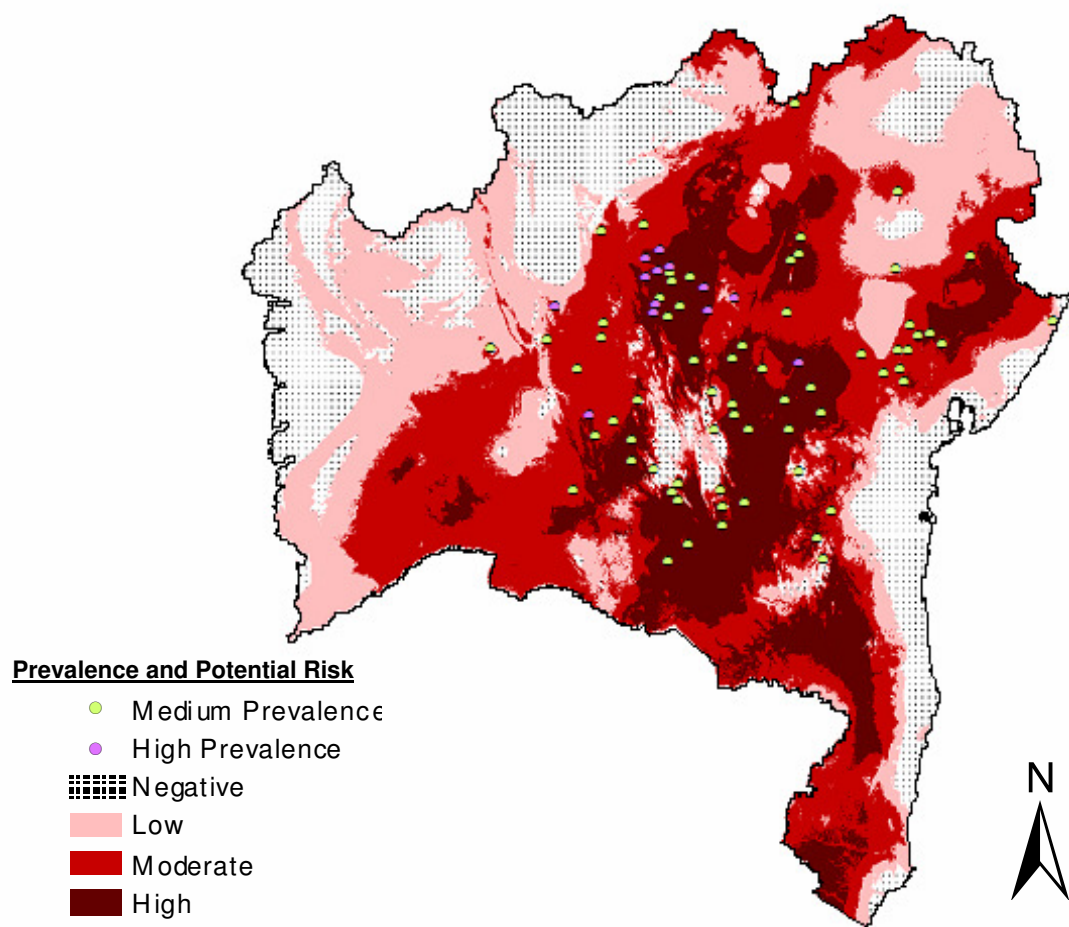 Prevalence and Potential Risk
Medium Prevalence
High Prevalence
Negative
Low
Moderate
High
N